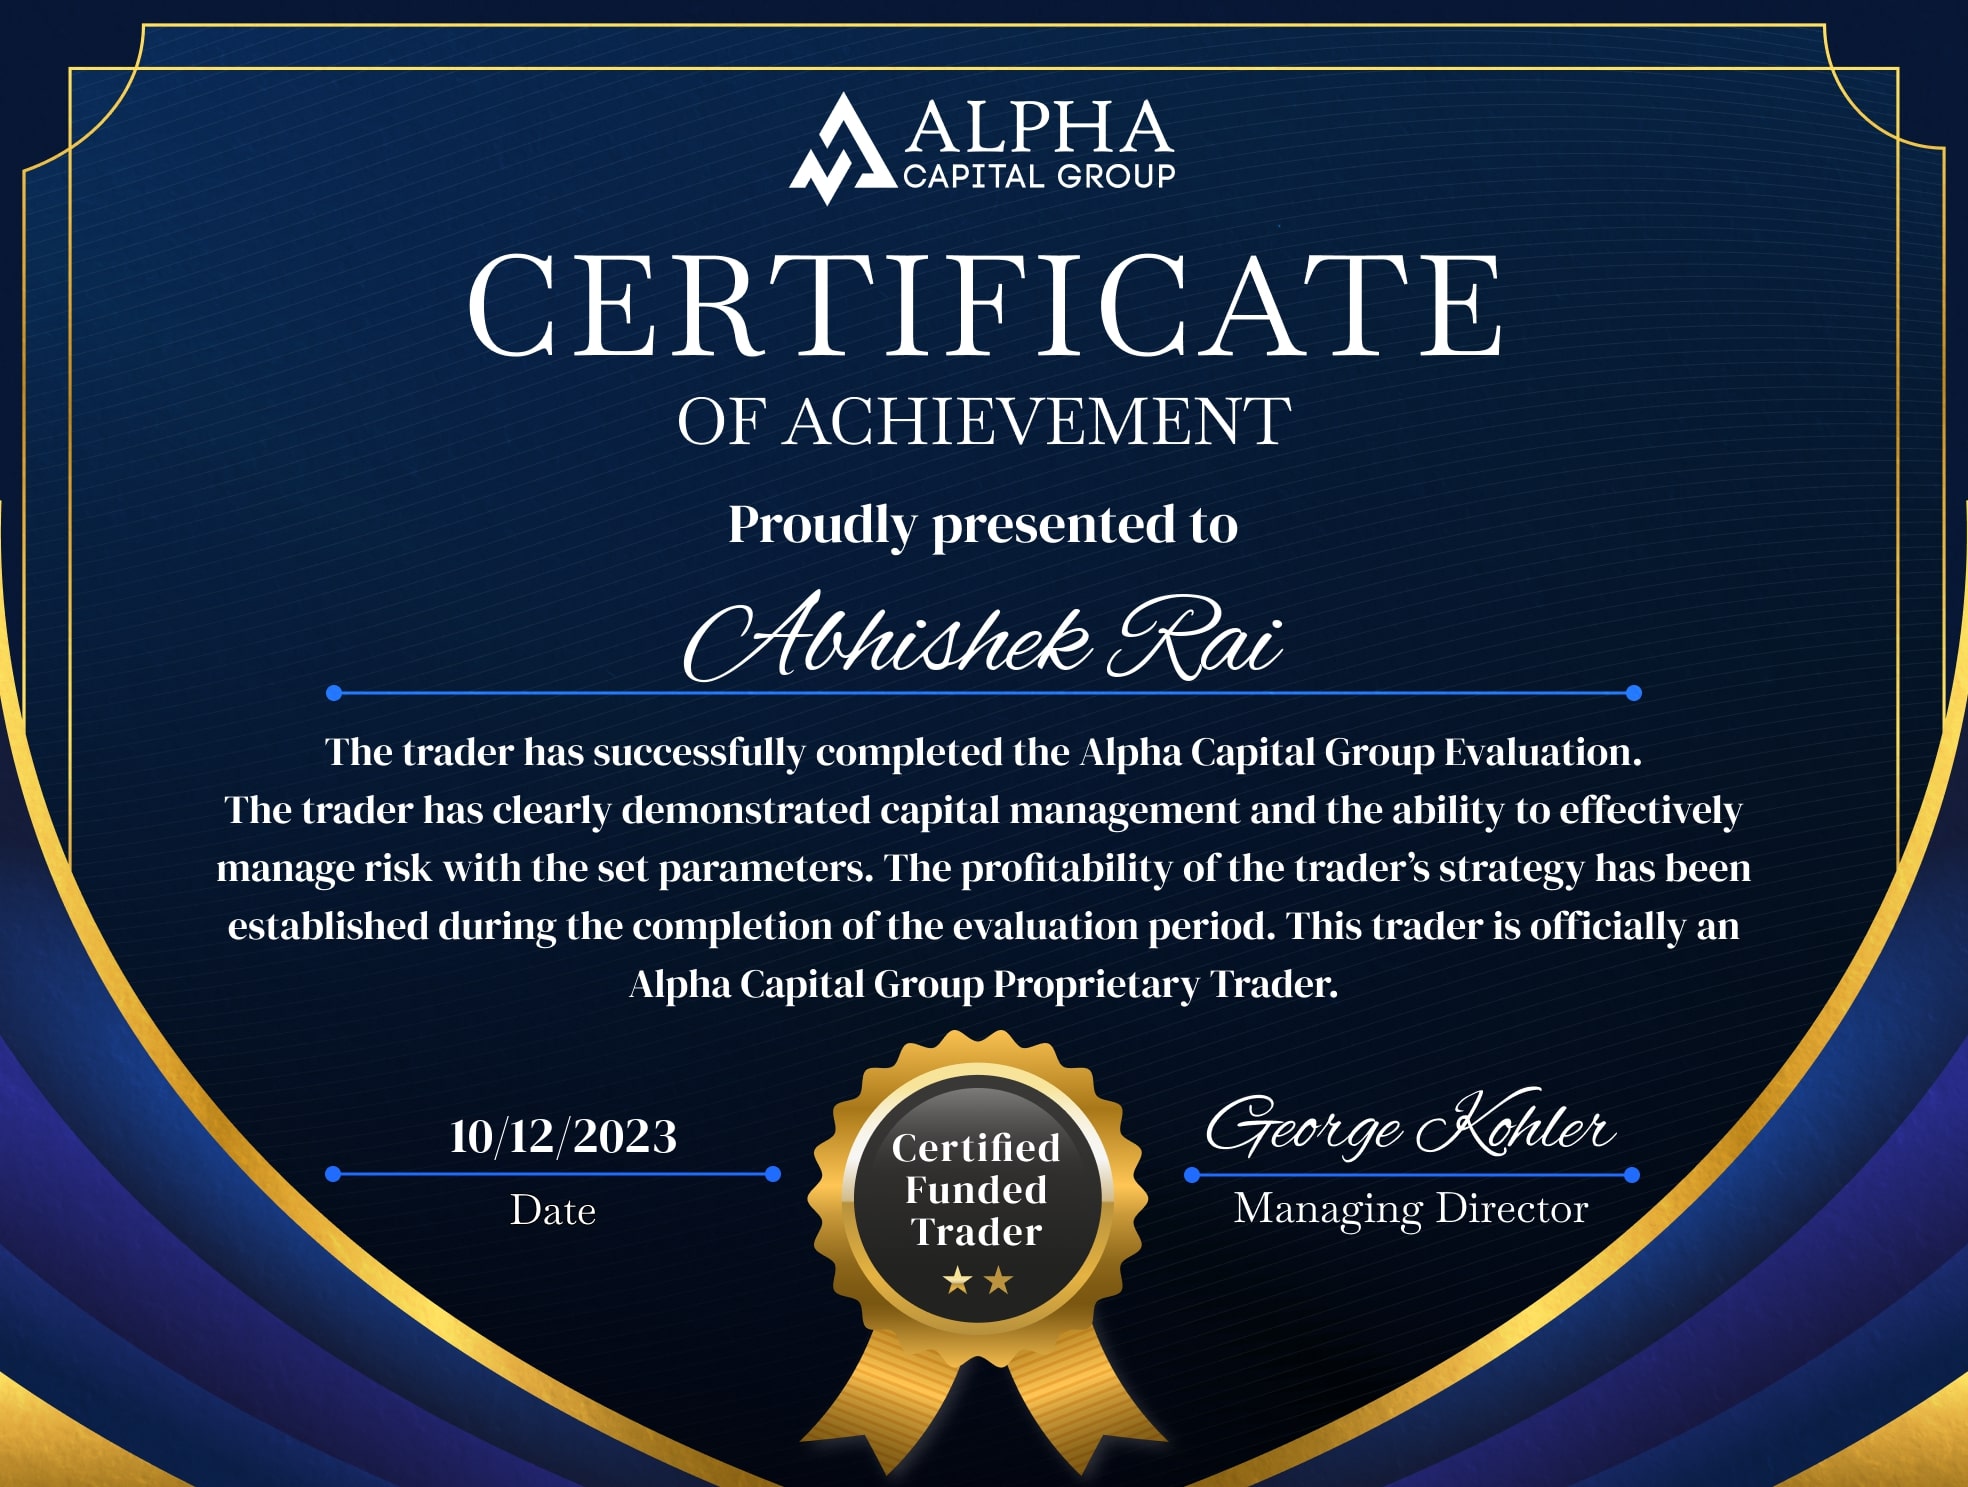 ALPHA
CAPITAL GROUP
CERTIFICATE
OF ACHIEVEMENT
Proudly presented to
Abhishek Rai
The trader has successfully completed the Alpha Capital Group Evaluation.
The trader has clearly demonstrated capital management and the ability to effectively
manage risk with the set parameters. The profitability of the trader’s strategy has been
established during the completion of the evaluation period. This trader is officially an
Alpha Capital Group Proprietary Trader.
10/12/2023
Date
Certified
Funded
Trader
George Kohler
Managing Director